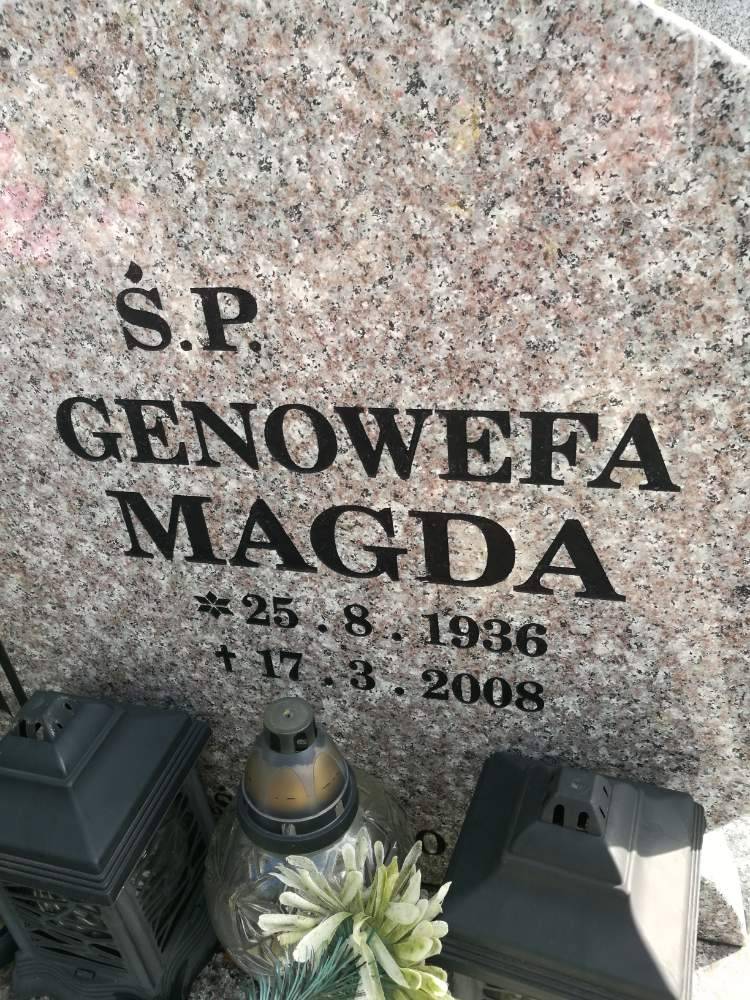 Ś.P.
GENOWEFA
MAGDA
* 25 . 8 . 1936
† 17 . 3 . 2008